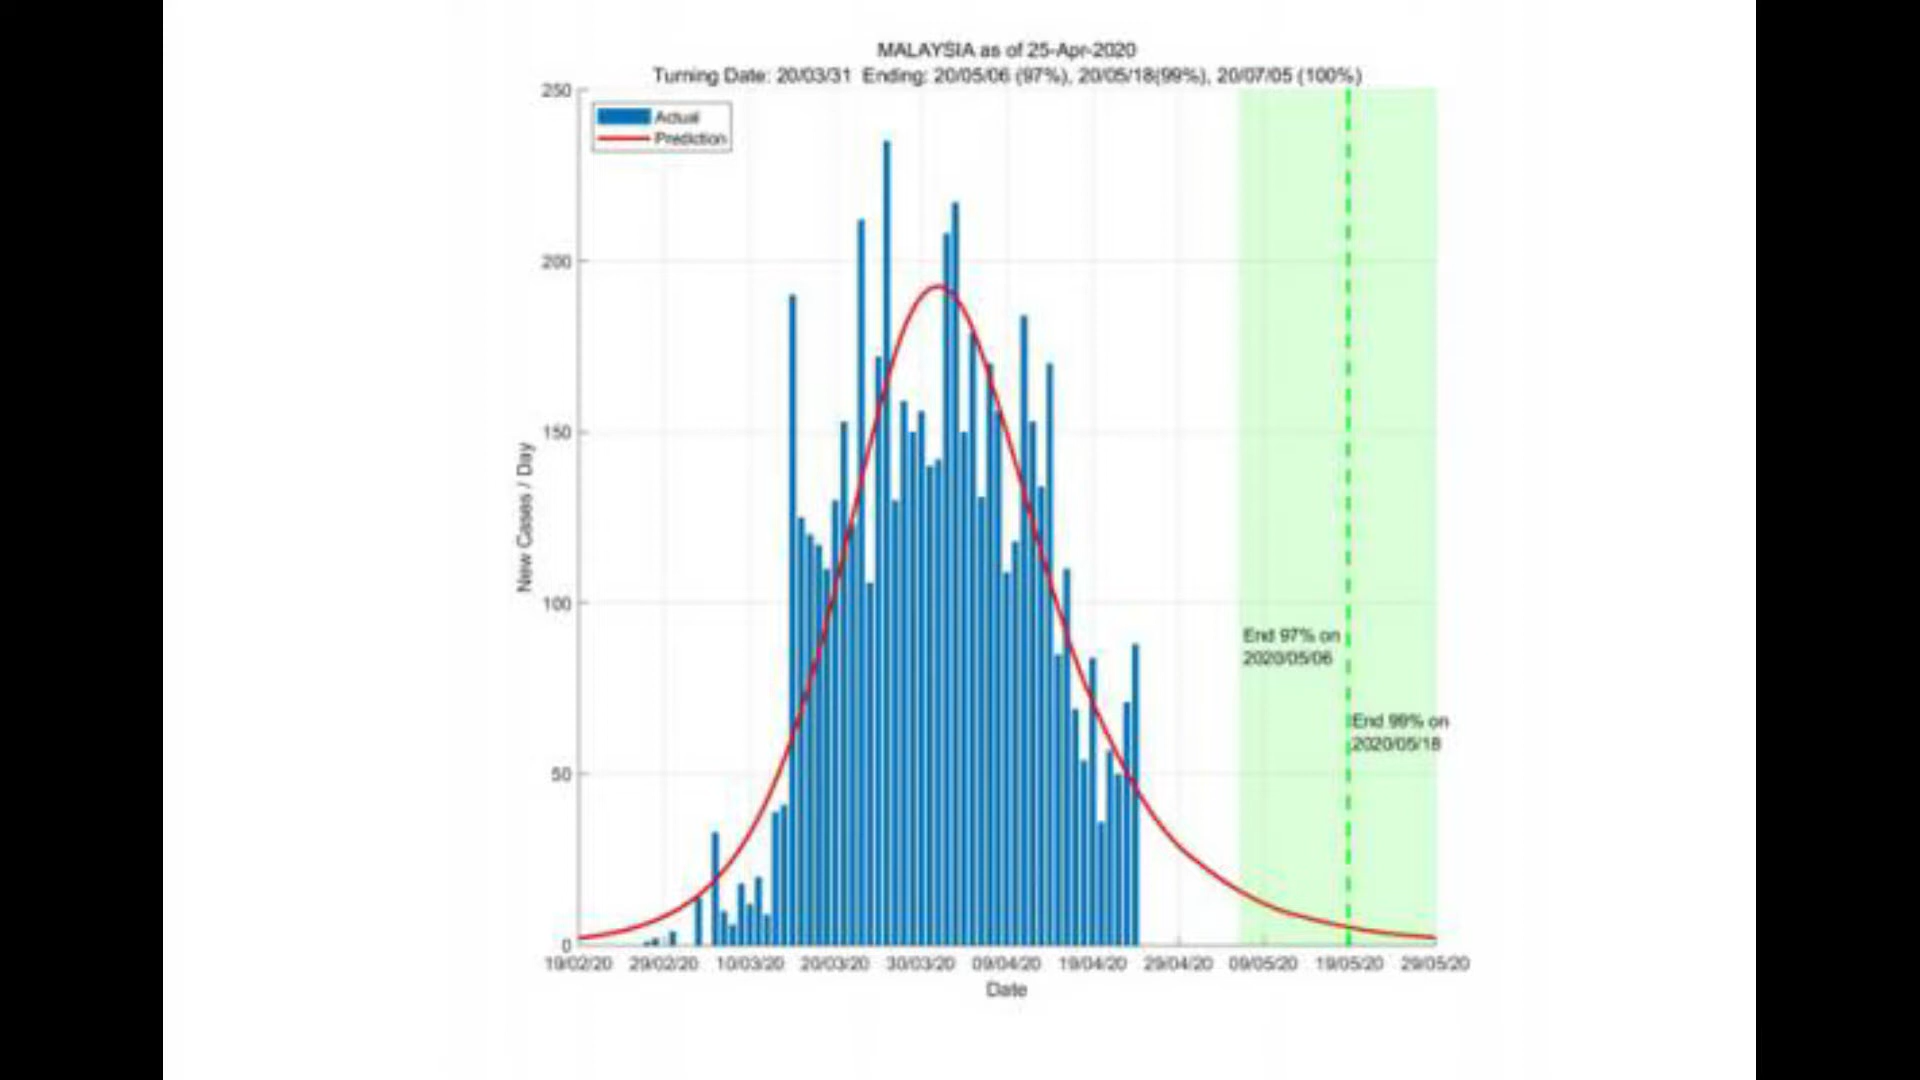 MALAYSIA as of 25-Apr-2020
Turning Date: 20/03/31 Ending: 20/05/06 (97%), 20/05/18(99%), 20/07/05 (100%)
Actual
Prediction
250
200
150
100
50
0
New Cases / Day
End 97% on
2020/05/06
End 99% on
2020/05/18
19/02/20 29/02/20 10/03/20 20/03/20 30/03/20 09/04/20 19/04/20 29/04/20 09/05/20 19/05/20 29/05/20
Date